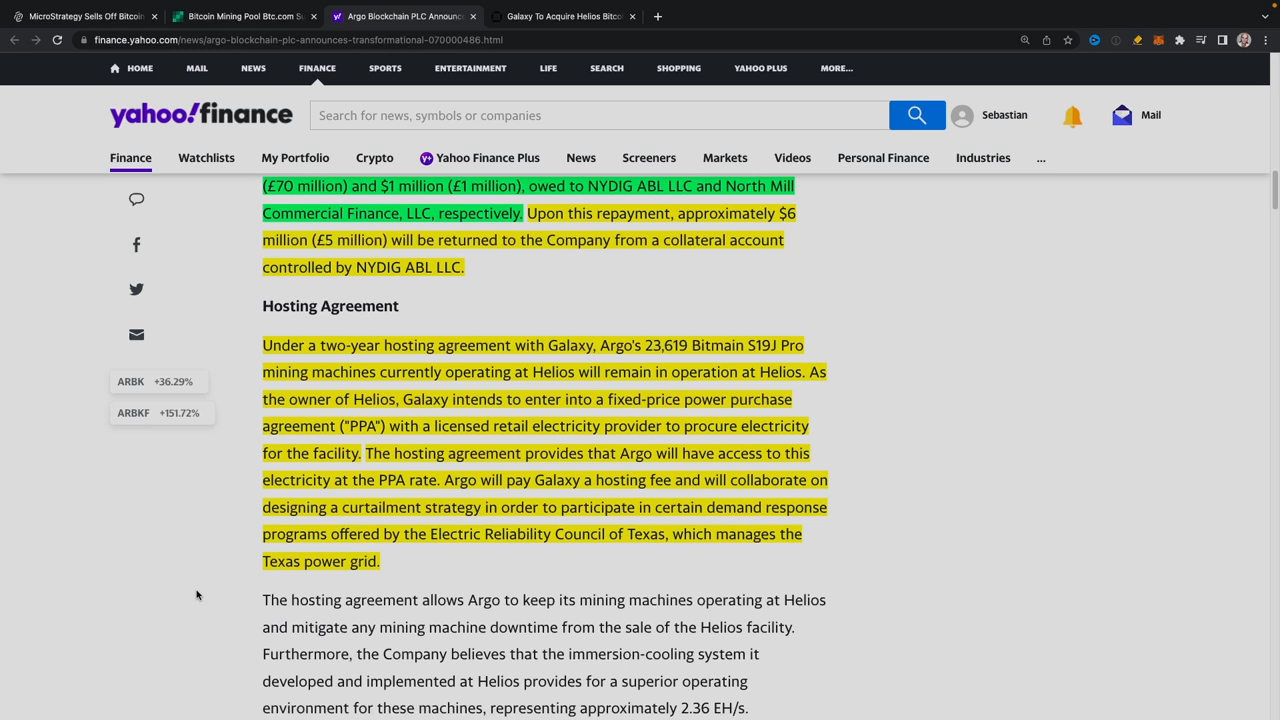 MicroStrategy Sells Off Bitcoin
Bitcoin Mining Pool Btc.com Su
Argo Blockchain PLC Announc
Galaxy To Acquire Helios Bitco
finance.yahoo.com/news/argo-blockchain-plc-announces-transformational-070000486.html
HOME MAIL NEWS FINANCE SPORTS ENTERTAINMENT LIFE SEARCH SHOPPING YAHOO PLUS MORE...
yahoo!finance
Search for news, symbols or companies
Sebastian
Mail
Finance Watchlists My Portfolio Crypto Y+ Yahoo Finance Plus News Screeners Markets Videos Personal Finance Industries ...
(£70 million) and $1 million (£1 million), owed to NYDIG ABL LLC and North Mill
Commercial Finance, LLC, respectively. Upon this repayment, approximately $6
million (£5 million) will be returned to the Company from a collateral account
controlled by NYDIG ABL LLC.
Hosting Agreement
Under a two-year hosting agreement with Galaxy, Argo's 23,619 Bitmain S19J Pro
mining machines currently operating at Helios will remain in operation at Helios. As
the owner of Helios, Galaxy intends to enter into a fixed-price power purchase
agreement ("PPA") with a licensed retail electricity provider to procure electricity
for the facility. The hosting agreement provides that Argo will have access to this
electricity at the PPA rate. Argo will pay Galaxy a hosting fee and will collaborate on
designing a curtailment strategy in order to participate in certain demand response
programs offered by the Electric Reliability Council of Texas, which manages the
Texas power grid.
The hosting agreement allows Argo to keep its mining machines operating at Helios
and mitigate any mining machine downtime from the sale of the Helios facility.
Furthermore, the Company believes that the immersion-cooling system it
developed and implemented at Helios provides for a superior operating
environment for these machines, representing approximately 2.36 EH/s.
ARBK +36.29%
ARBKF +151.72%